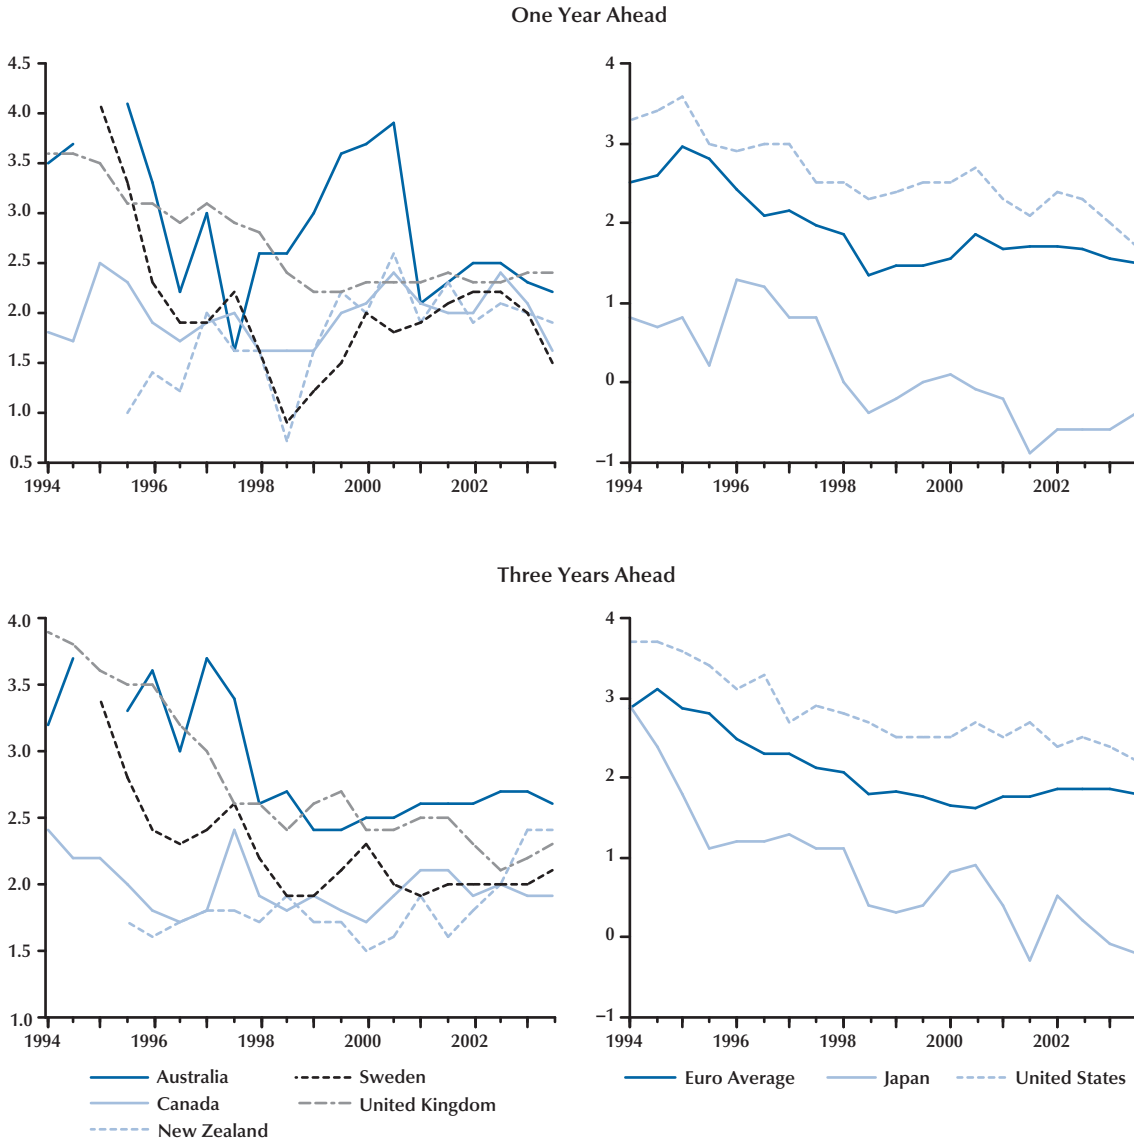 One Year Ahead
4.5
4.0
3.5
3.0
2.5
2.0
1.5
1.0
0.5
1994 1996 1998 2000 2002
4
3
2
1
0
–1
1994 1996 1998 2000 2002
Three Years Ahead
4.0
3.5
3.0
2.5
2.0
1.5
1.0
1994 1996 1998 2000 2002
4
3
2
1
0
–1
1994 1996 1998 2000 2002
Australia Sweden
Canada United Kingdom
New Zealand
Euro Average Japan United States